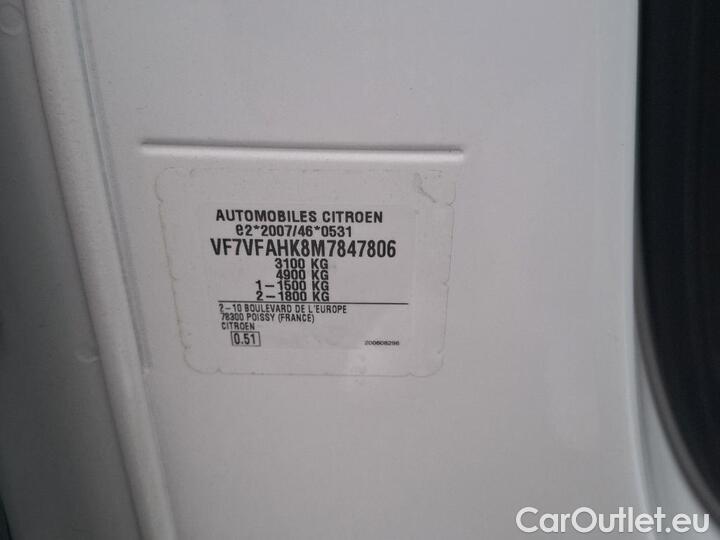 AUTOMOBILES CITROEN
e2*2007/46*0531
VF7VFAHK8M7847806
3100 KG
4900 KG
1-1500 KG
2-1800 KG
2-10 BOULEVARD DE L'EUROPE
78300 POISSY (FRANCE)
CITROEN
0.51
200608296
CarOutlet.eu